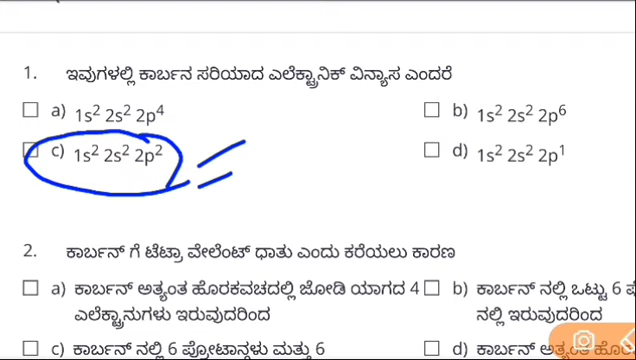 1. ಇವುಗಳಲ್ಲಿ ಕಾರ್ಬನ ಸರಿಯಾದ ಎಲೆಕ್ಟ್ರಾನಿಕ್ ವಿನ್ಯಾಸ ಎಂದರೆ
a) 1s² 2s² 2p⁴ b) 1s² 2s² 2p⁶
c) 1s² 2s² 2p² d) 1s² 2s² 2p¹
2. ಕಾರ್ಬನ್ ಗೆ ಟೆಟ್ರಾ ವೇಲೆಂಟ್ ಧಾತು ಎಂದು ಕರೆಯಲು ಕಾರಣ
a) ಕಾರ್ಬನ್ ಅತ್ಯಂತ ಹೊರಕವಚದಲ್ಲಿ ಜೋಡಿ ಯಾಗದ 4 b) ಕಾರ್ಬನ್ ನಲ್ಲಿ ಒಟ್ಟು 6
ಎಲೆಕ್ಟ್ರಾನುಗಳು ಇರುವುದರಿಂದ ನಲ್ಲಿ ಇರುವುದರಿಂದ
c) ಕಾರ್ಬನ್ ನಲ್ಲಿ 6 ಪ್ರೋಟಾನ್ಗಳು ಮತ್ತು 6 d) ಕಾರ್ಬನ್